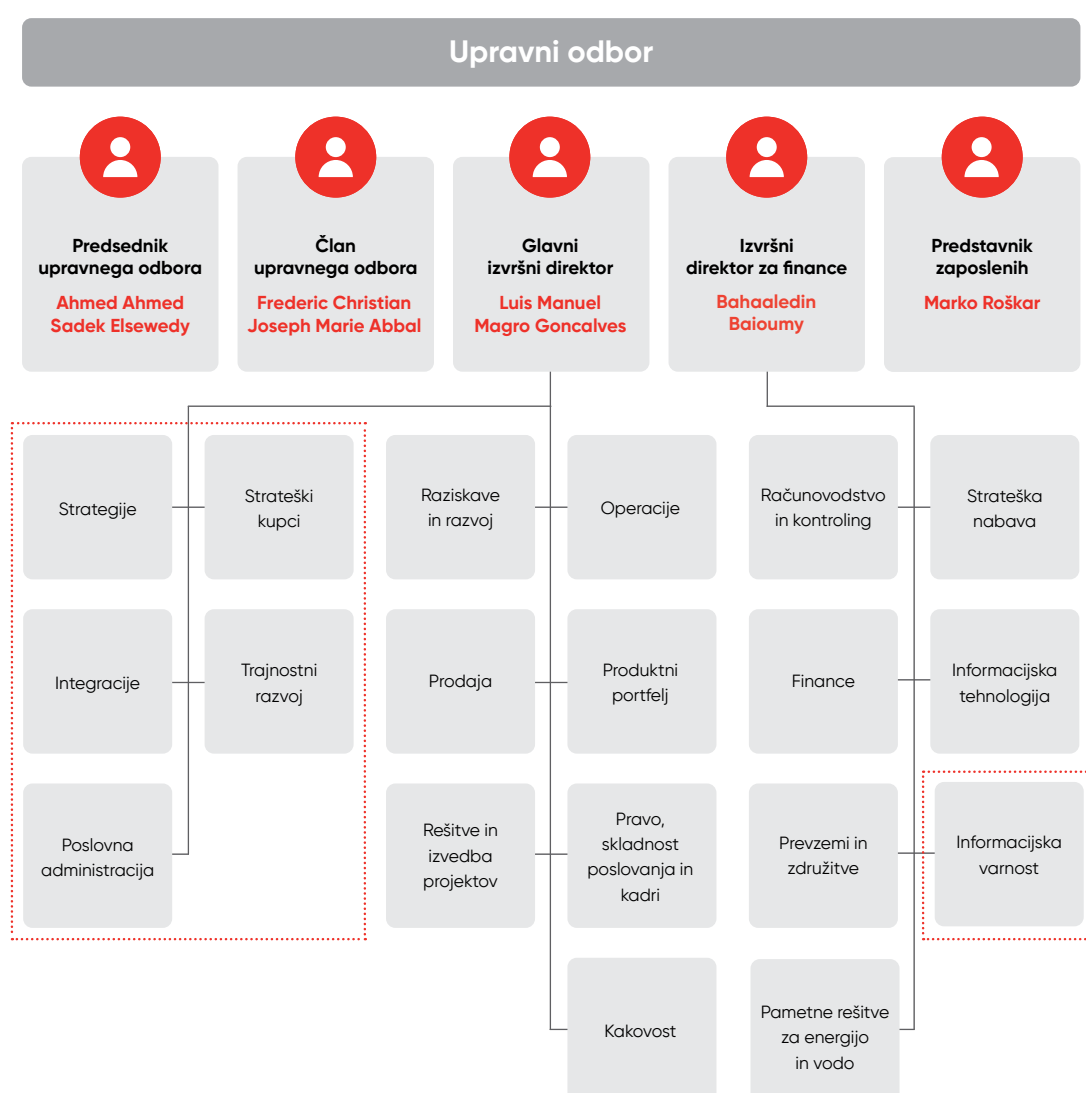 Upravni odbor
Predsednik
upravnega odbora
Ahmed Ahmed
Sadek Elsewedy
Član
upravnega odbora
Frederic Christian
Joseph Marie Abbal
Glavni
izvršni direktor
Luis Manuel
Magro Goncalves
Izvršni
direktor za finance
Bahaaledin
Baioumy
Predstavnik
zaposlenih
Marko Roškar
Strategije
Strateški
kupci
Raziskave
in razvoj
Operacije
Računovodstvo
in kontroling
Strateška
nabava
Integracije
Trajnostni
razvoj
Prodaja
Produktni
portfelj
Finance
Informacijska
tehnologija
Poslovna
administracija
Rešitve in
izvedba
projektov
Pravo,
skladnost
poslovanja in
kadri
Prevzemi in
združitve
Informacijska
varnost
Kakovost
Pametne rešitve
za energijo
in vodo